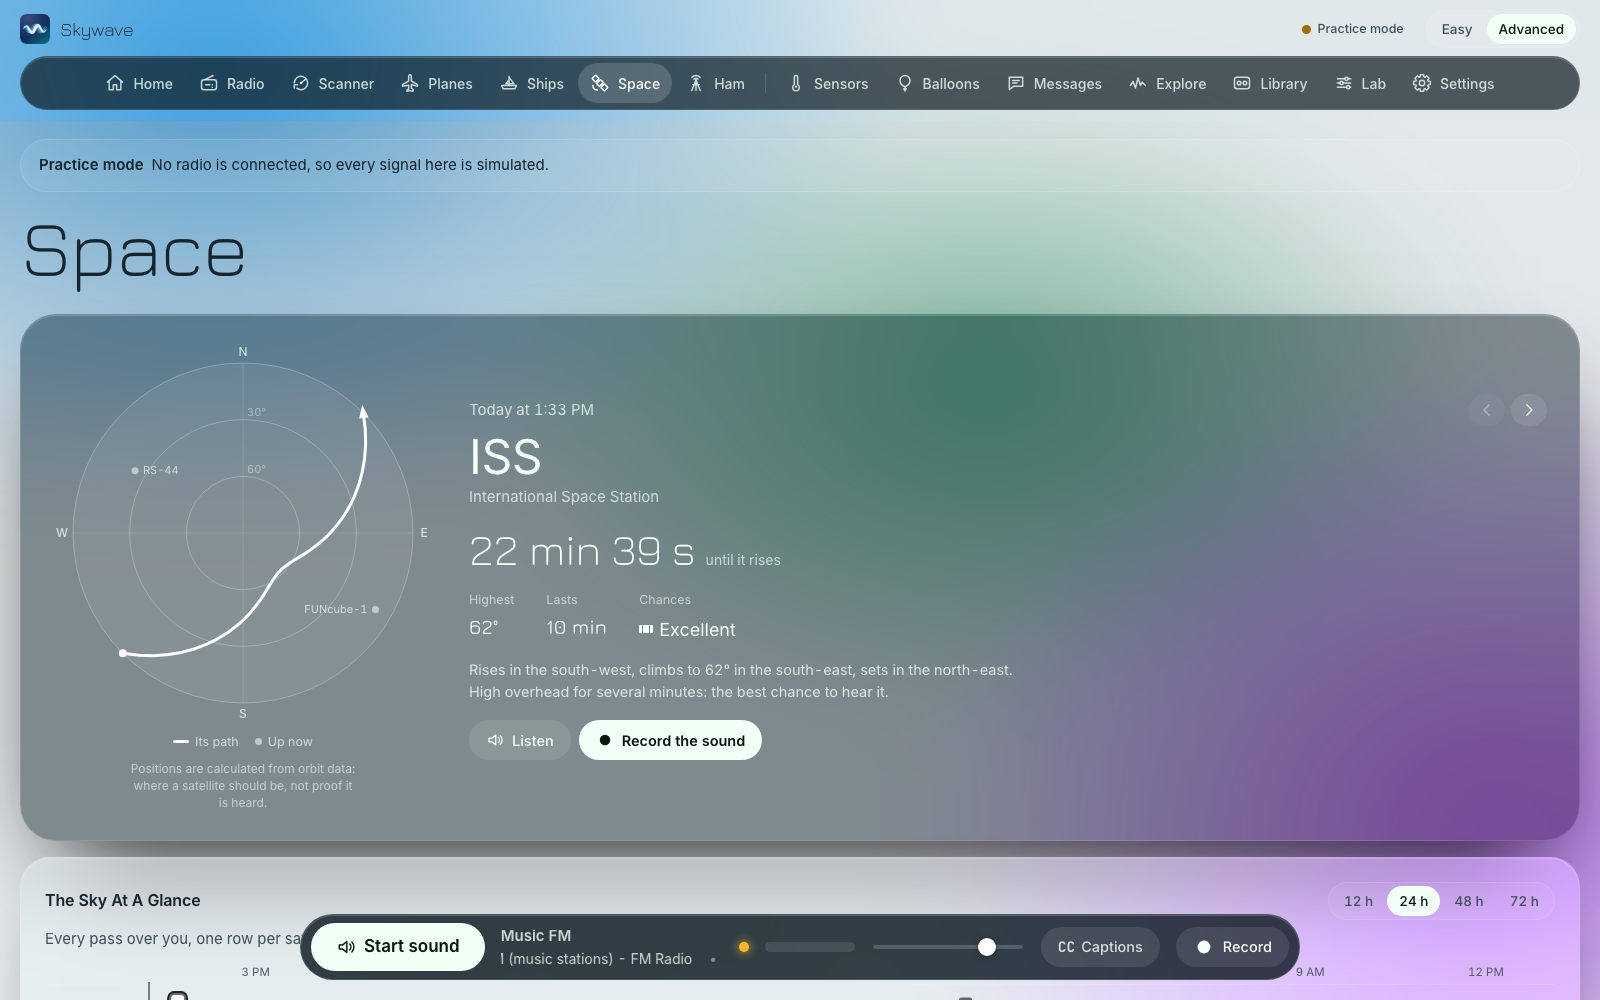 Skywave
Practice mode
Easy
Advanced
Home
Radio
Scanner
Planes
Ships
Space
Ham
Sensors
Balloons
Messages
Explore
Library
Lab
Settings
Practice mode No radio is connected, so every signal here is simulated.
Space
N
30°
60°
RS-44
W
E
FUNcube-1
S
Its path
Up now
Positions are calculated from orbit data:
where a satellite should be, not proof it
is heard.
Today at 1:33 PM
ISS
International Space Station
22 min 39 s until it rises
Highest
Lasts
Chances
62°
10 min
Excellent
Rises in the south-west, climbs to 62° in the south-east, sets in the north-east.
High overhead for several minutes: the best chance to hear it.
Listen
Record the sound
The Sky At A Glance
12 h
24 h
48 h
72 h
Every pass over you, one row per
3 PM
9 AM
12 PM
Start sound
Music FM
(music stations) - FM Radio
CC Captions
Record